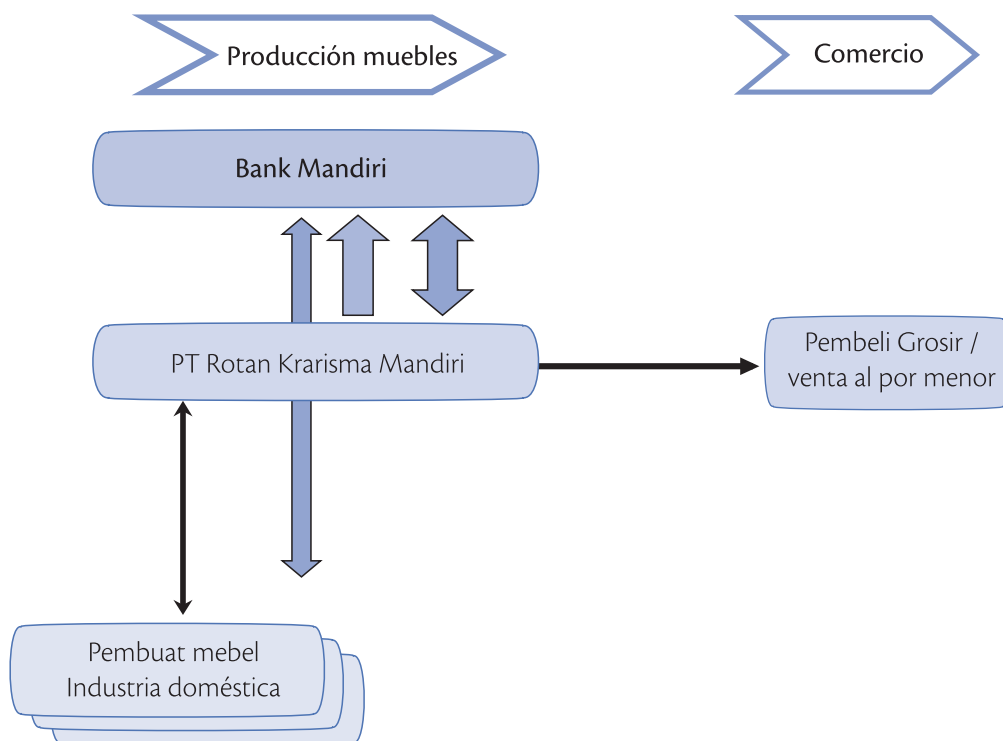 Producción muebles
Comercio
Bank Mandiri
PT Rotan Krarisma Mandiri
Pembeli Grosir /
venta al por menor
Pembuat mebel
Industria doméstica